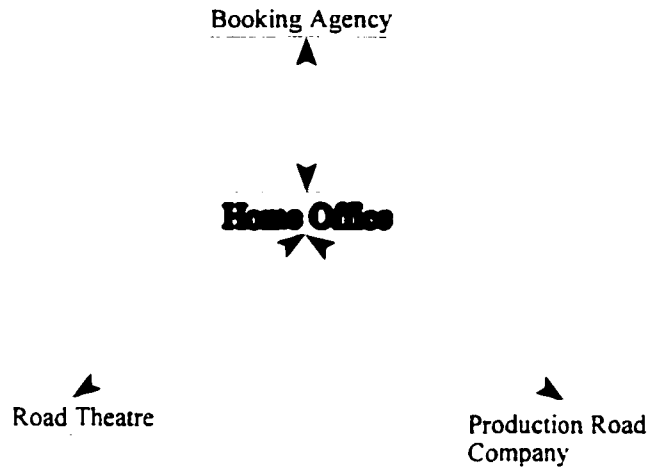 Booking Agency
Home Office
Road Theatre
Production Road
Company